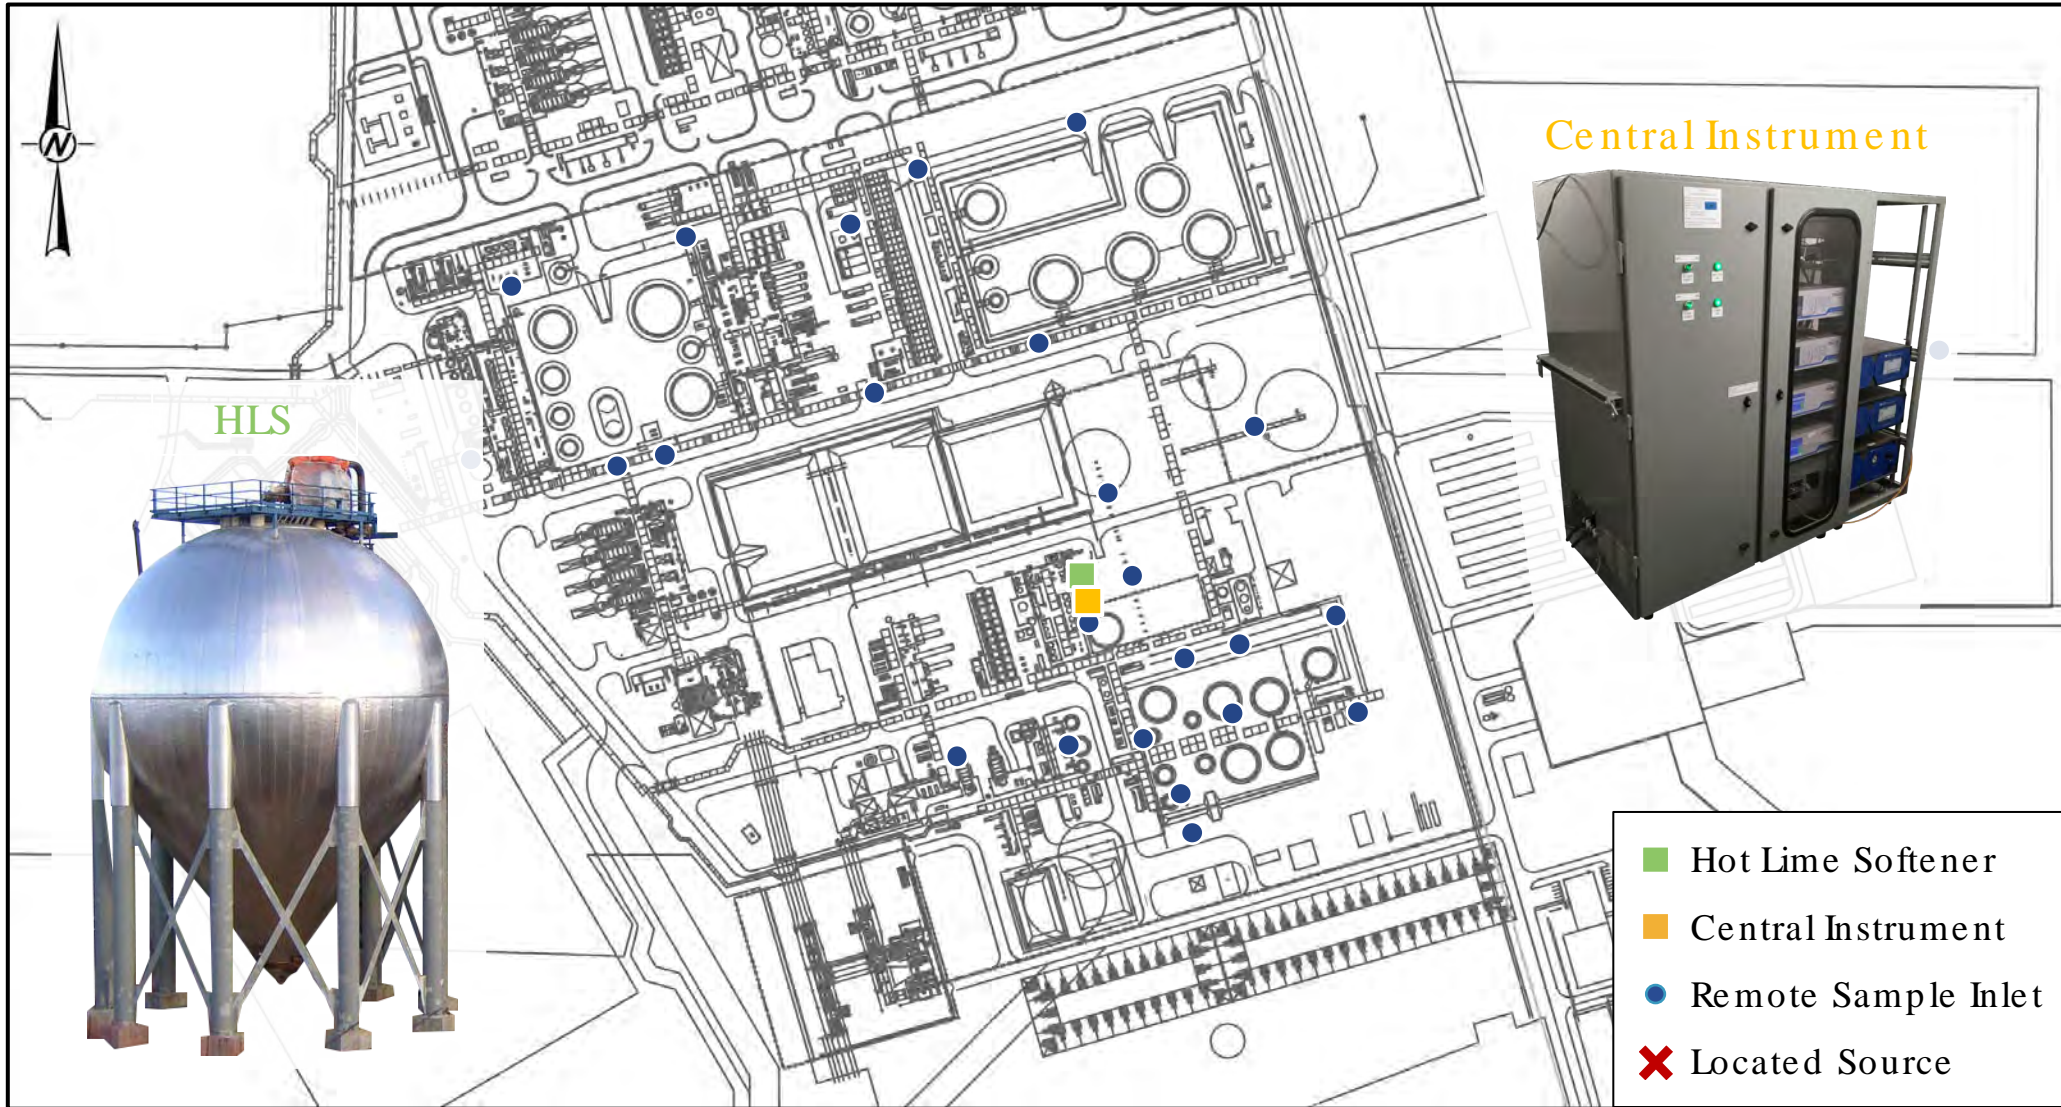 N
Central Instrument
HLS
Hot Lime Softener
Central Instrument
Remote Sample Inlet
Located Source